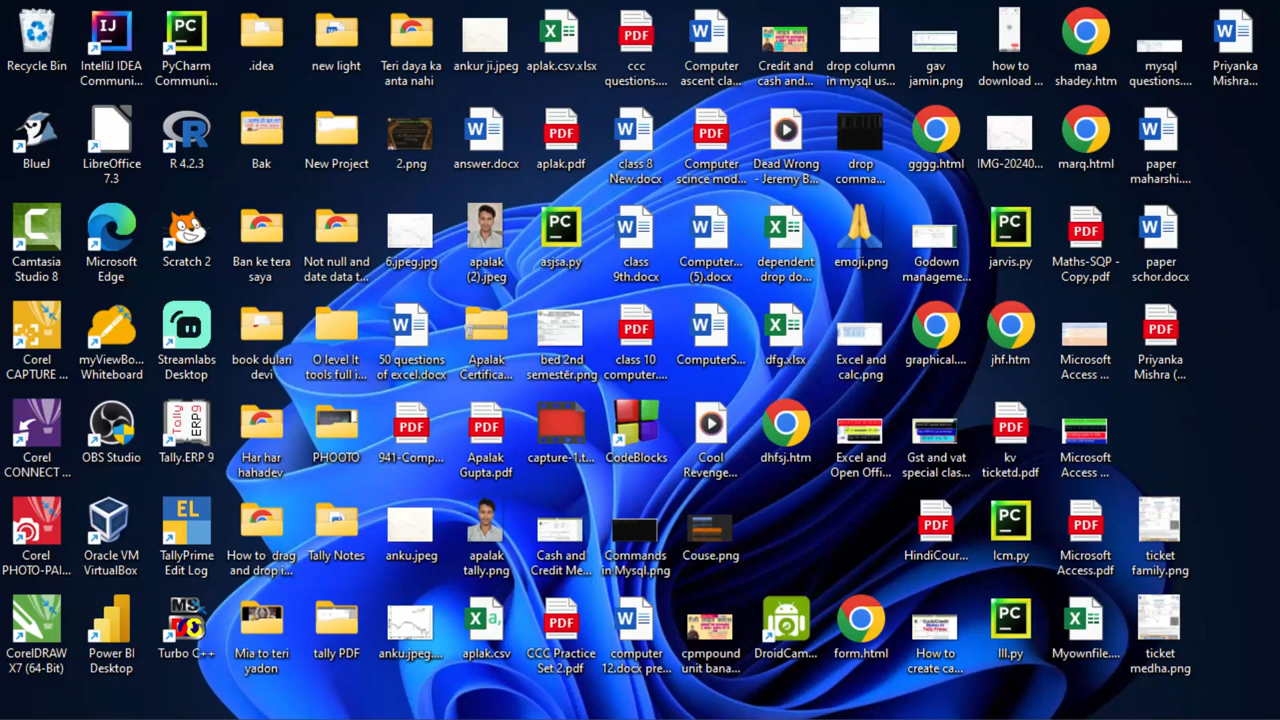 Recycle Bin
IntelliJ IDEA
Communi...
PyCharm
Communi...
.idea
new light
Teri daya ka
anta nahi
ankur ji.jpeg
aplak.csv.xlsx
ccc
questions....
Computer
ascent cla...
Credit and
cash and...
drop column
in mysql us...
gav
jamin.png
how to
download ...
maa
shadey.htm
mysql
questions....
Priyanka
Mishra...
BlueJ
LibreOffice
7.3
R 4.2.3
Bak
New Project
2.png
answer.docx
aplak.pdf
class 8
New.docx
Computer
scince mod...
Dead Wrong
- Jeremy B...
drop
comma...
gggg.html
IMG-20240...
marq.html
paper
maharshi....
Camtasia
Studio 8
Microsoft
Edge
Scratch 2
Ban ke tera
saya
Not null and
date data t...
6.jpeg.jpg
apalak
(2).jpeg
asjsa.py
class
9th.docx
Computer...
(5).docx
dependent
drop do...
emoji.png
Godown
manageme...
jarvis.py
Maths-SQP -
Copy.pdf
paper
schor.docx
Corel
CAPTURE ...
myViewBo...
Whiteboard
Streamlabs
Desktop
book dulari
devi
O level It
tools full i...
50 questions
of excel.docx
Apalak
Certifica...
bed 2nd
semester.png
class 10
computer....
ComputerS...
dfg.xlsx
Excel and
calc.png
graphical....
jhf.htm
Microsoft
Access ...
Priyanka
Mishra (...
Corel
CONNECT ...
OBS Studio
Tally.ERP 9
Har har
hahadev
PHOOTO
941-Comp...
Apalak
Gupta.pdf
capture-1.t...
CodeBlocks
Cool
Revenge...
dhfsj.htm
Excel and
Open Offi...
Gst and vat
special clas...
kv
ticketd.pdf
Microsoft
Access...
Corel
PHOTO-PAI...
Oracle VM
VirtualBox
TallyPrime
Edit Log
How to drag
and drop i...
Tally Notes
anku.jpeg
apalak
tally.png
Cash and
Credit Me...
Commands
in Mysql.png
Couse.png
HindiCour...
lcm.py
Microsoft
Access.pdf
ticket
family.png
CorelDRAW
X7 (64-Bit)
Power BI
Desktop
Turbo C++
Mia to teri
yadon
tally PDF
anku.jpeg....
aplak.csv
CCC Practice
Set 2.pdf
computer
12.docx pre...
cpmpound
unit bana...
DroidCam...
form.html
How to
create ca...
lll.py
Myownfile....
ticket
medha.png